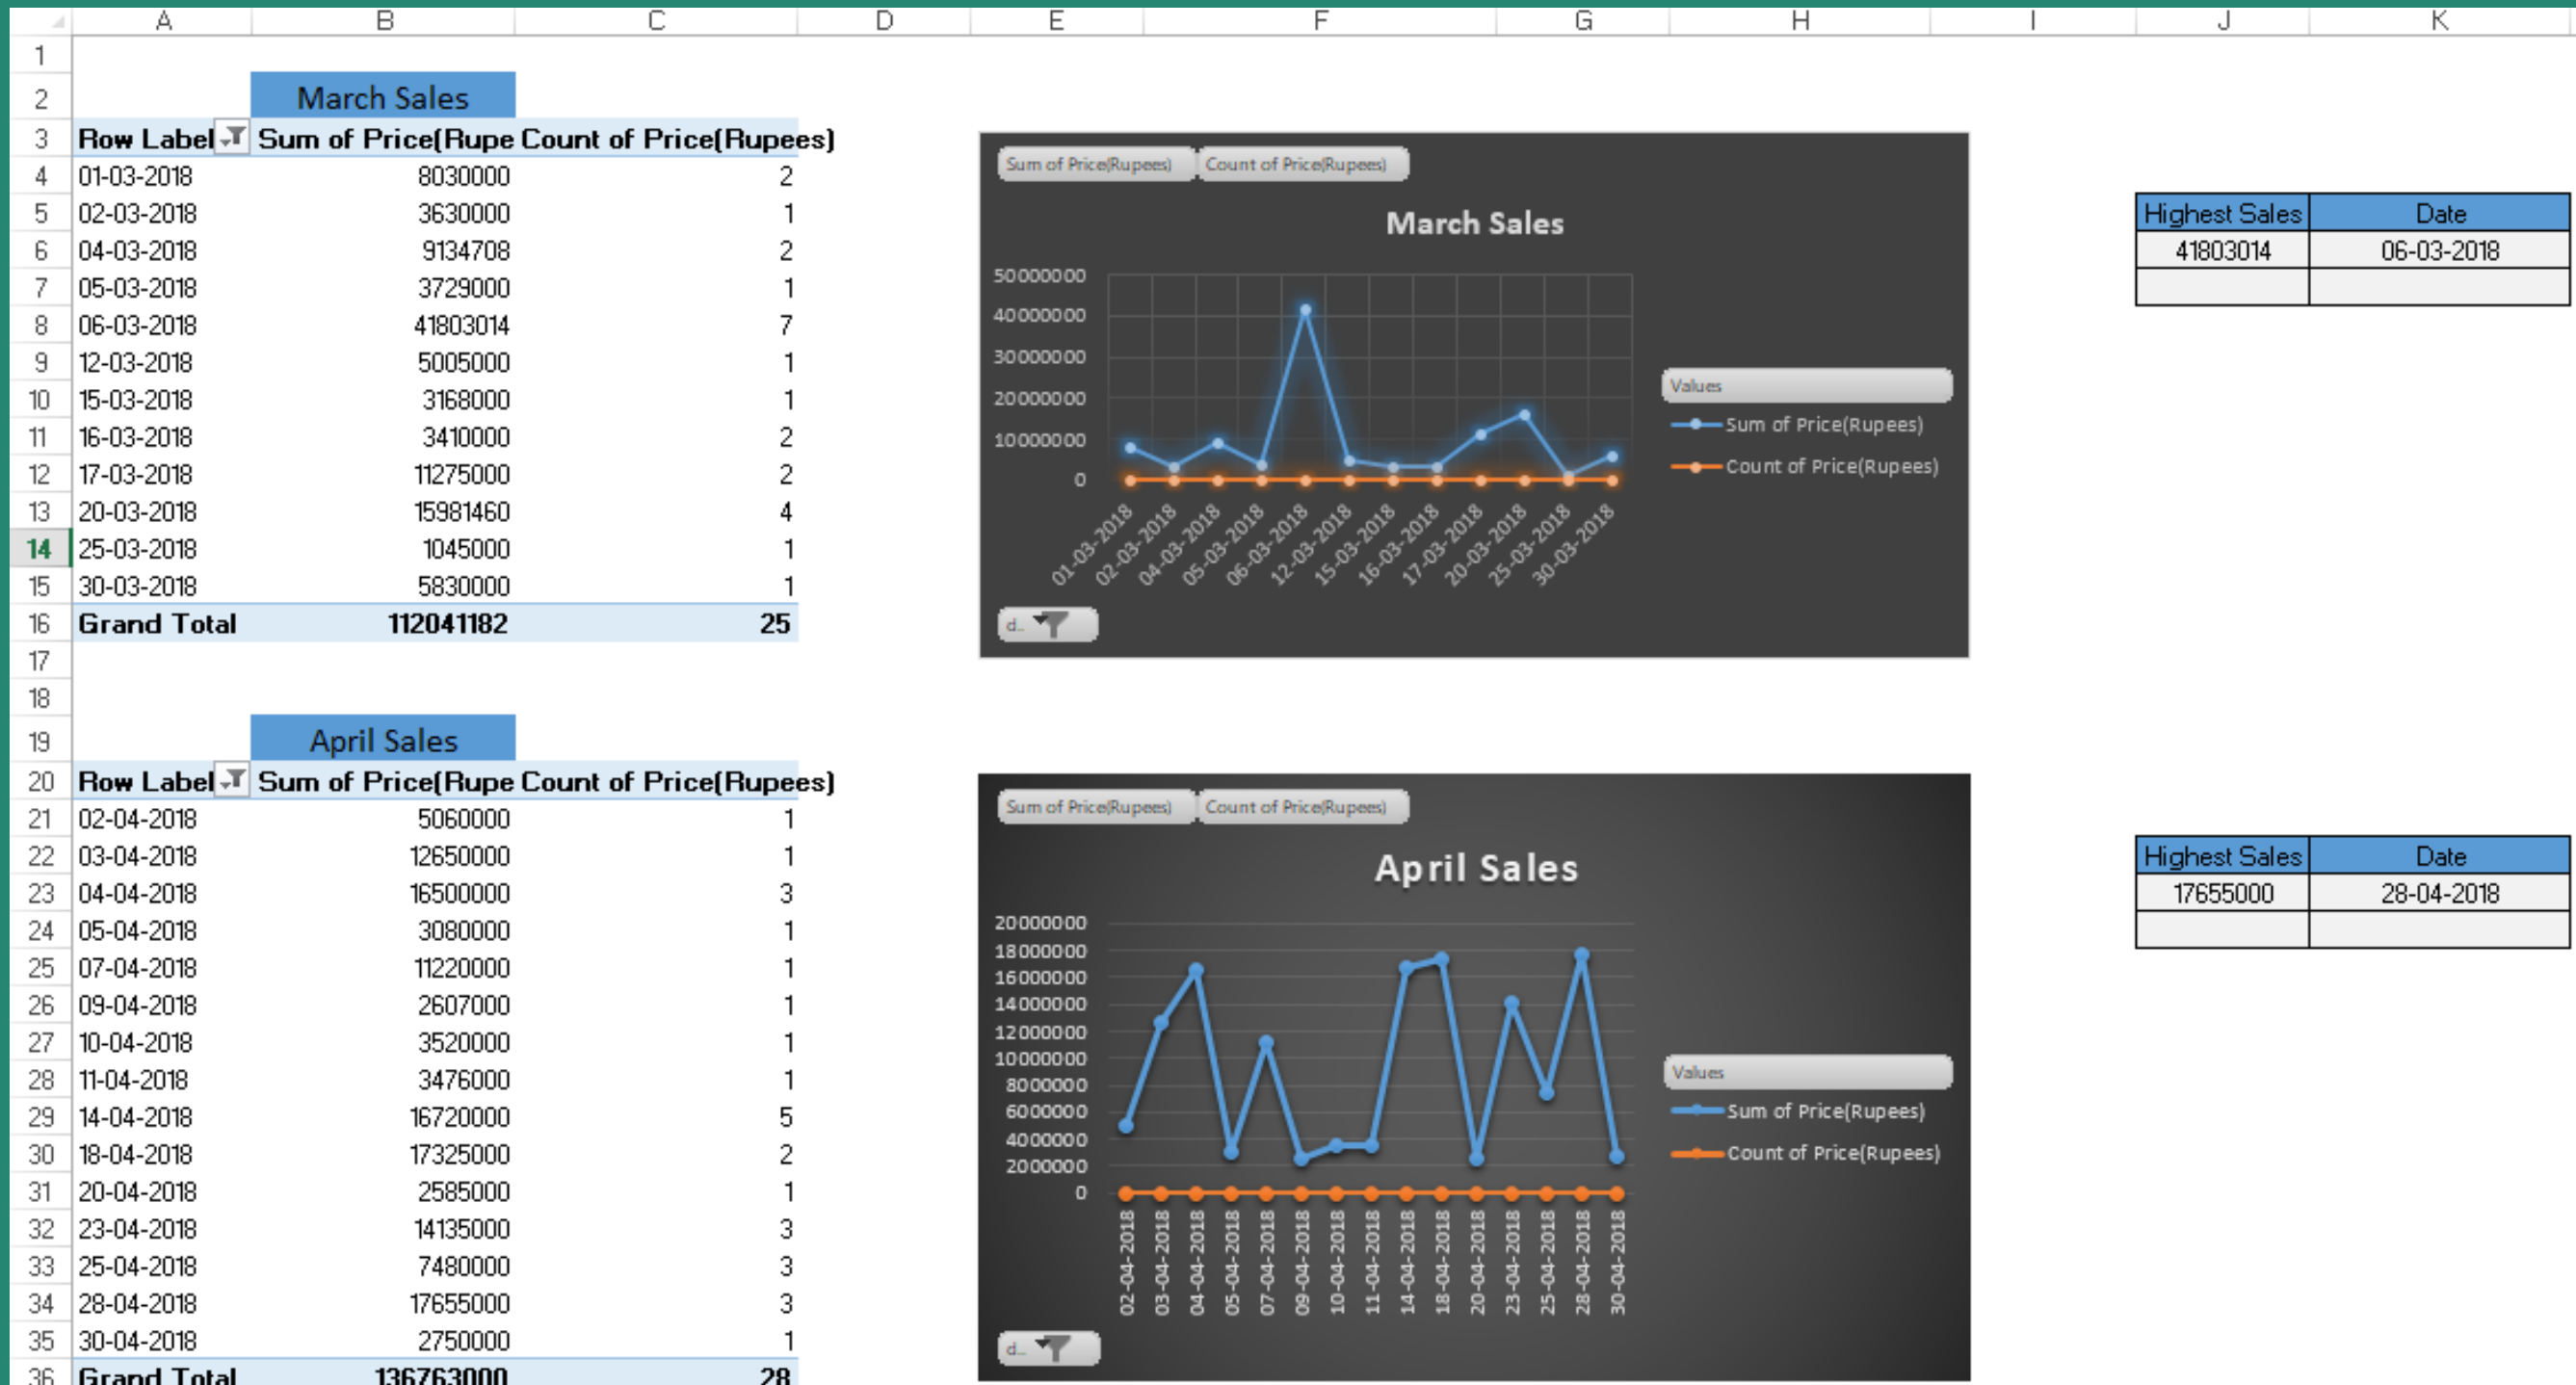 A B C D E F G H I J K
1
2 March Sales
3 Row Label Sum of Price(Rupe Count of Price(Rupees)
4 01-03-2018 8030000 2
5 02-03-2018 3630000 1
6 04-03-2018 9134708 2
7 05-03-2018 3729000 1
8 06-03-2018 41803014 7
9 12-03-2018 5005000 1
10 15-03-2018 3168000 1
11 16-03-2018 3410000 2
12 17-03-2018 11275000 2
13 20-03-2018 15981460 4
14 25-03-2018 1045000 1
15 30-03-2018 5830000 1
16 Grand Total 112041182 25
17
18
19 April Sales
20 Row Label Sum of Price(Rupe Count of Price(Rupees)
21 02-04-2018 5060000 1
22 03-04-2018 12650000 1
23 04-04-2018 16500000 3
24 05-04-2018 3080000 1
25 07-04-2018 11220000 1
26 09-04-2018 2607000 1
27 10-04-2018 3520000 1
28 11-04-2018 3476000 1
29 14-04-2018 16720000 5
30 18-04-2018 17325000 2
31 20-04-2018 2585000 1
32 23-04-2018 14135000 3
33 25-04-2018 7480000 3
34 28-04-2018 17655000 3
35 30-04-2018 2750000 1
36 Grand Total 136763000 28
Sum of Price(Rupees) Count of Price(Rupees)
March Sales
50000000
40000000
30000000
20000000
10000000
0
01-03-2018 02-03-2018 04-03-2018 05-03-2018 06-03-2018 12-03-2018 15-03-2018 16-03-2018 17-03-2018 20-03-2018 25-03-2018 30-03-2018
Values
Sum of Price(Rupees)
Count of Price(Rupees)
d..
Highest Sales Date
41803014 06-03-2018
Sum of Price(Rupees) Count of Price(Rupees)
April Sales
20000000
18000000
16000000
14000000
12000000
10000000
8000000
6000000
4000000
2000000
0
02-04-2018 03-04-2018 04-04-2018 05-04-2018 07-04-2018 09-04-2018 10-04-2018 11-04-2018 14-04-2018 18-04-2018 20-04-2018 23-04-2018 25-04-2018 28-04-2018 30-04-2018
Values
Sum of Price(Rupees)
Count of Price(Rupees)
d..
Highest Sales Date
17655000 28-04-2018